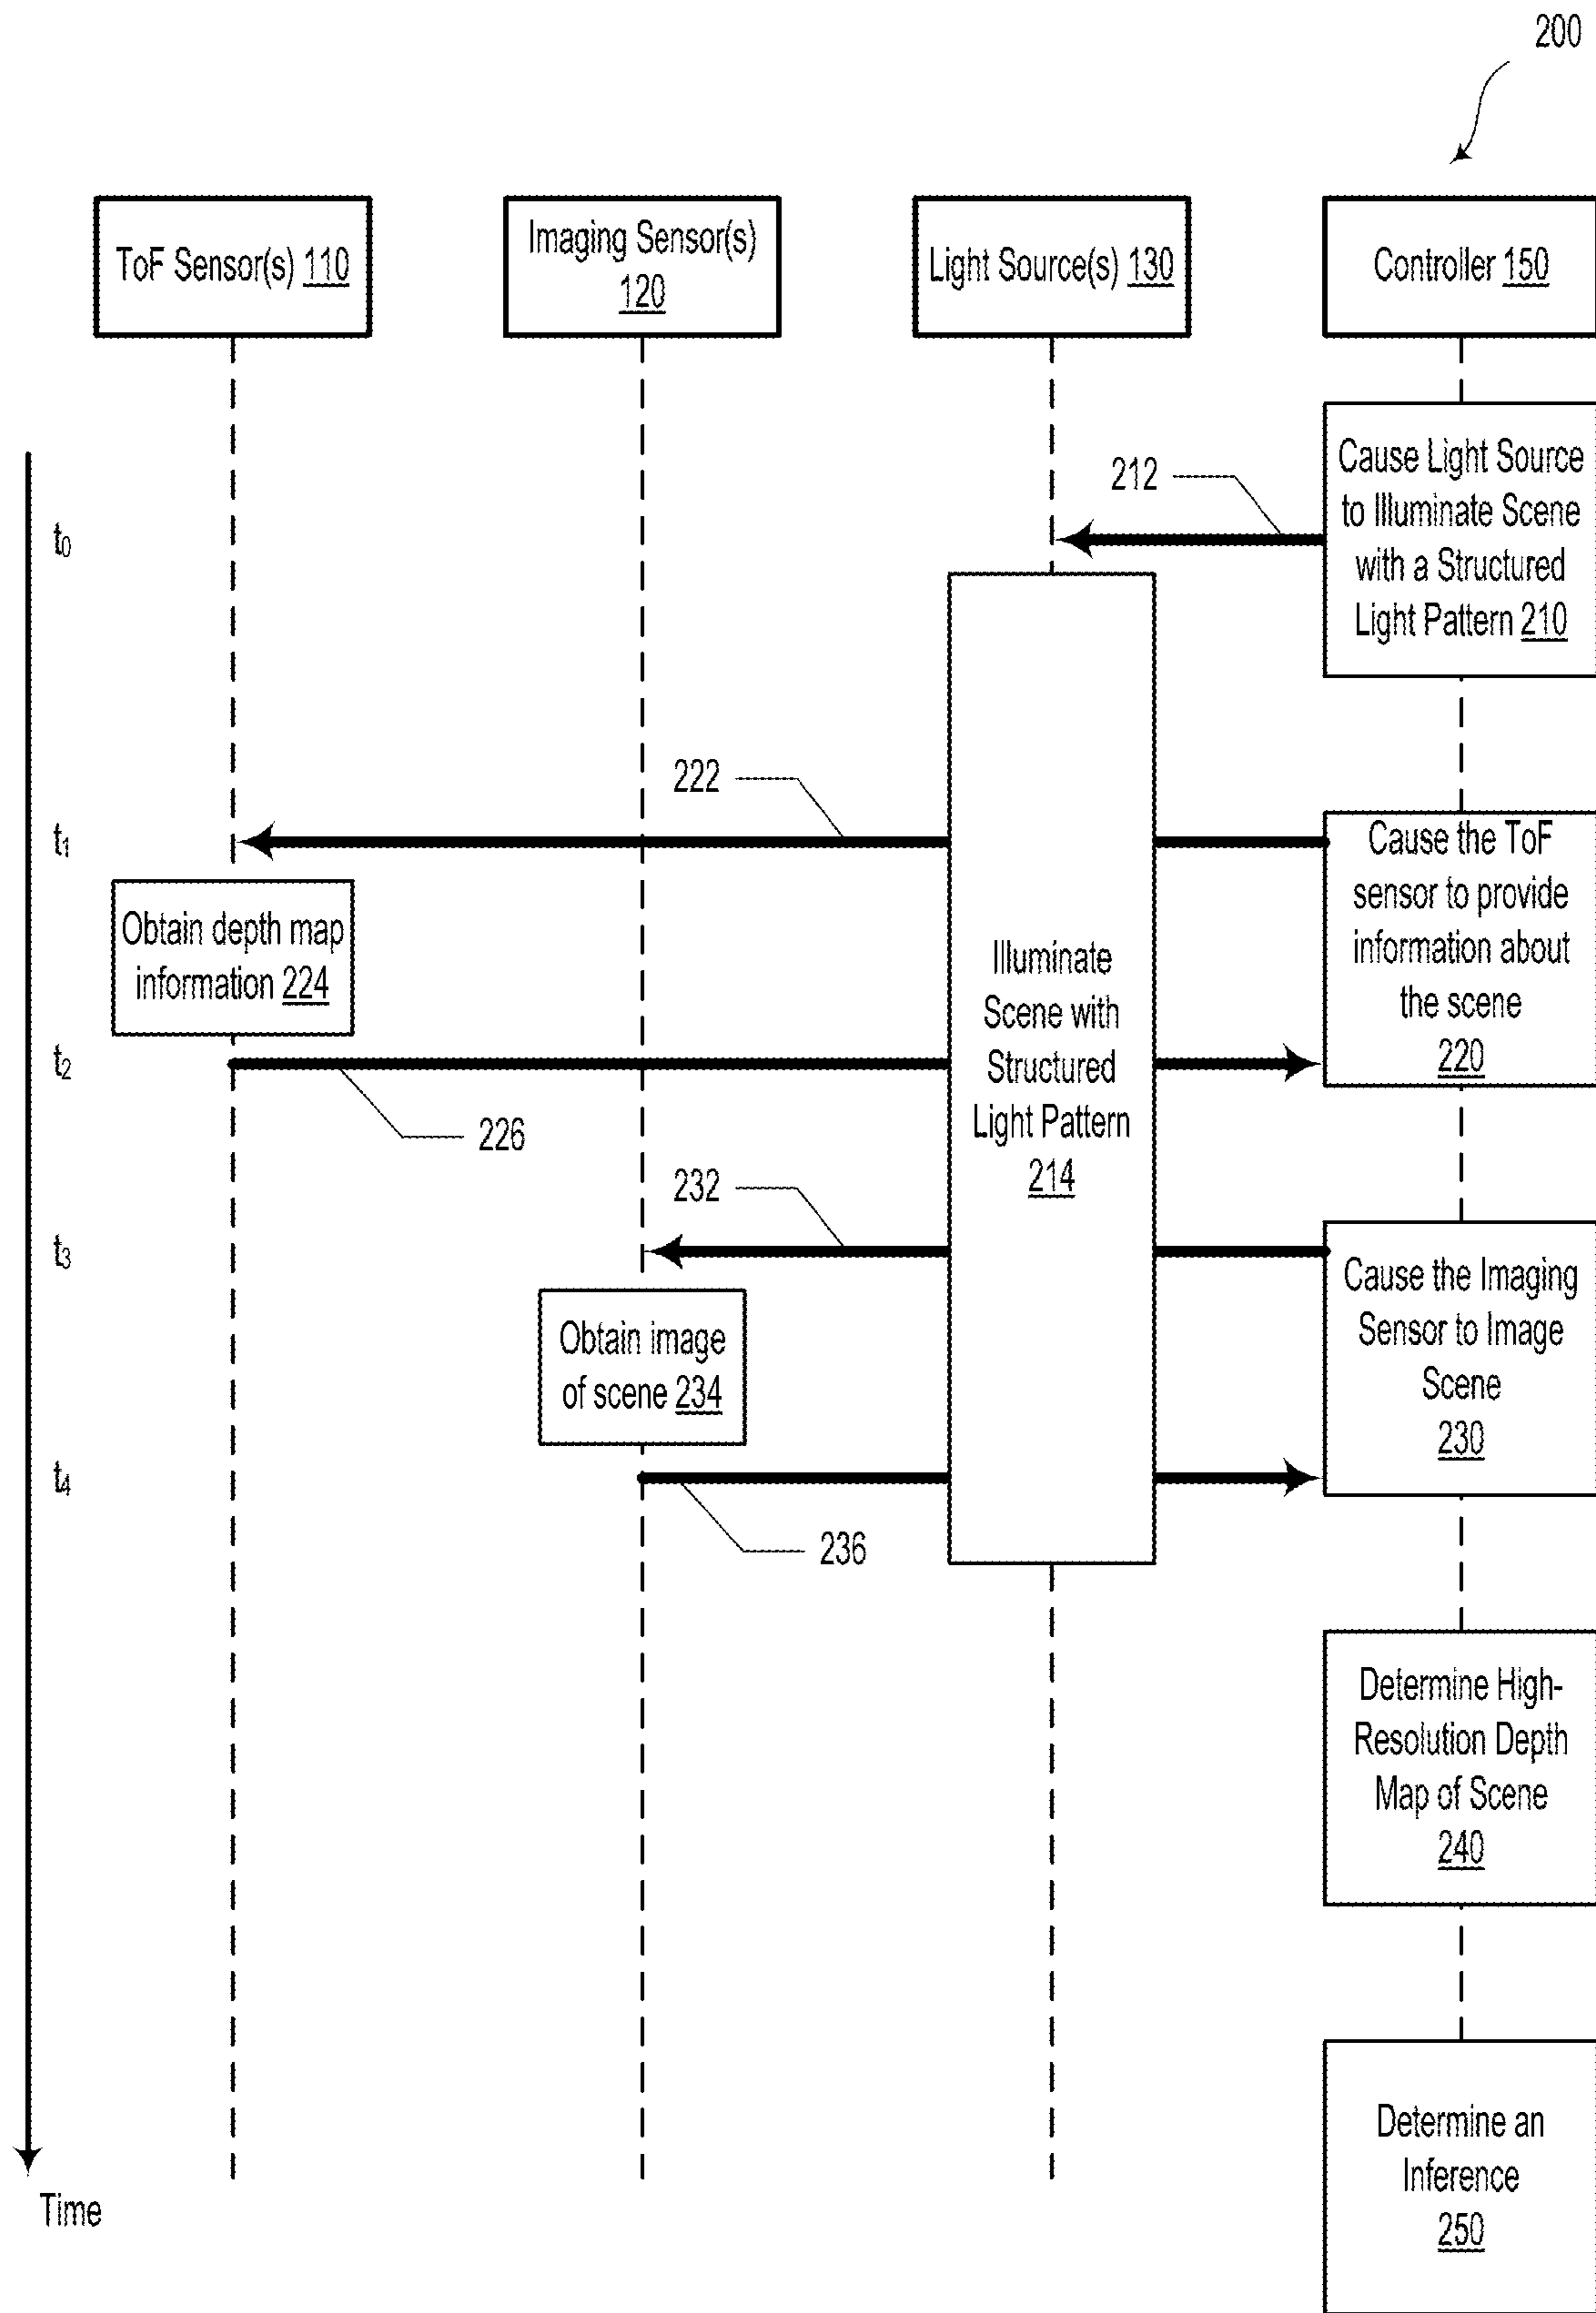 200
ToF Sensor(s) 110
Imaging Sensor(s)
120
Light Source(s) 130
Controller 150
Cause Light Source
to Illuminate Scene
with a Structured
Light Pattern 210
212
t0
222
t1
Cause the ToF
sensor to provide
information about
the scene
220
Obtain depth map
information 224
Illuminate
Scene with
Structured
Light Pattern
214
t2
226
232
t3
Cause the Imaging
Sensor to Image
Scene
230
Obtain image
of scene 234
t4
236
Determine High-
Resolution Depth
Map of Scene
240
Determine an
Inference
250
Time